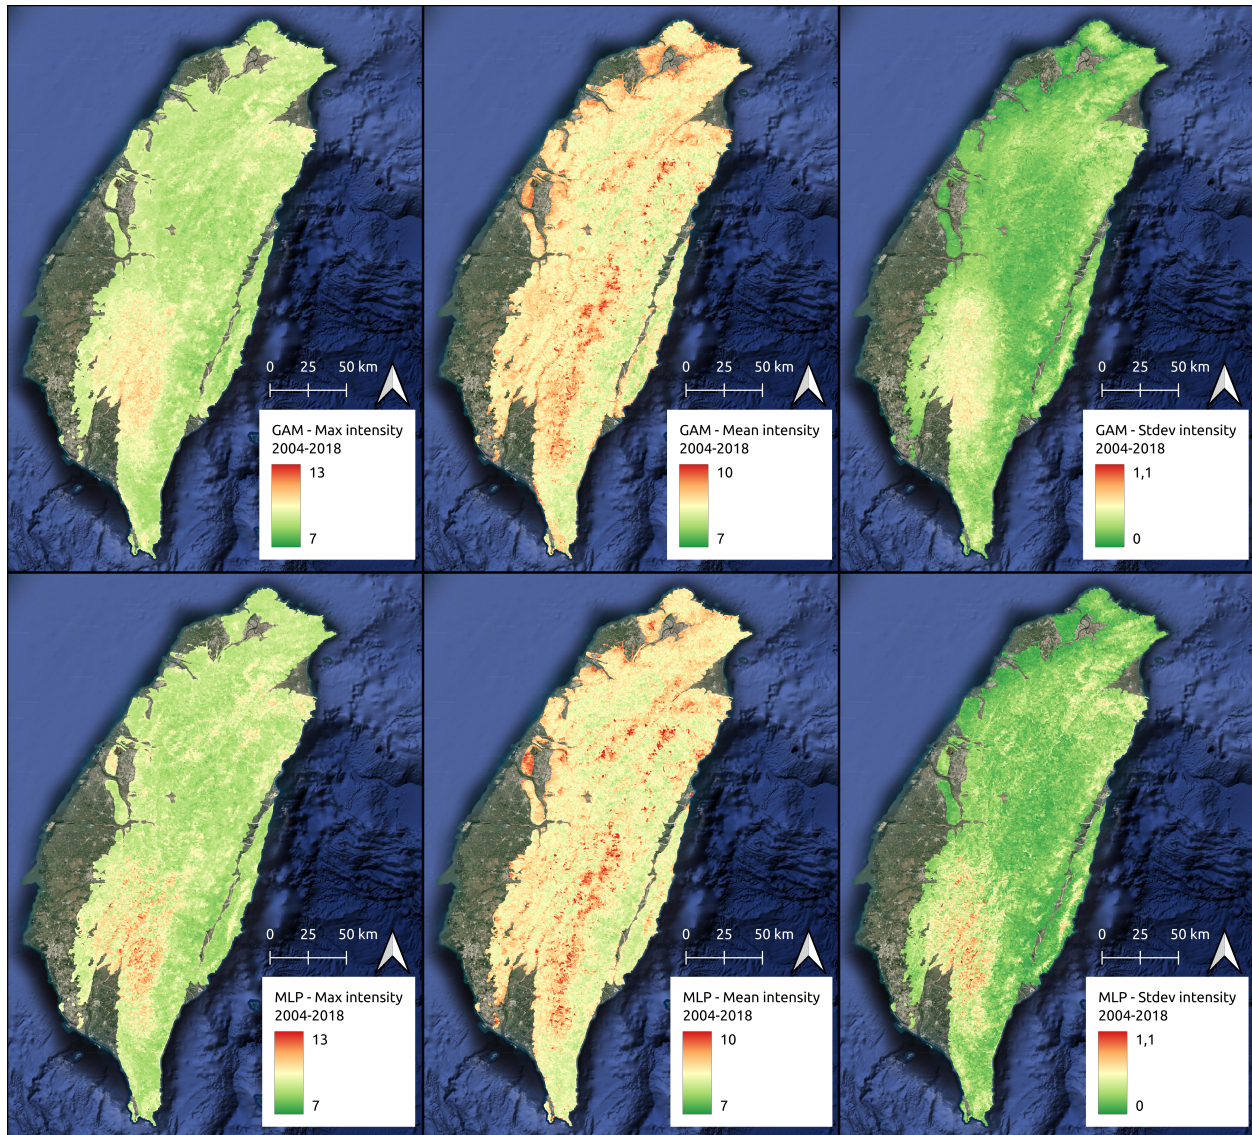 0 25 50 km
GAM - Max intensity
2004-2018
13
7
0 25 50 km
GAM - Mean intensity
2004-2018
10
7
0 25 50 km
GAM - Stdev intensity
2004-2018
1,1
0
0 25 50 km
MLP - Max intensity
2004-2018
13
7
0 25 50 km
MLP - Mean intensity
2004-2018
10
7
0 25 50 km
MLP - Stdev intensity
2004-2018
1,1
0